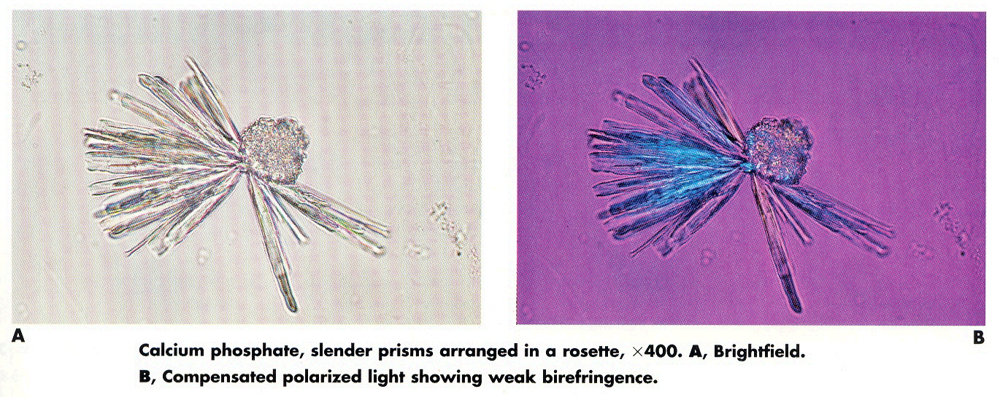 A
B
Calcium phosphate, slender prisms arranged in a rosette, ×400. A, Brightfield.
B, Compensated polarized light showing weak birefringence.